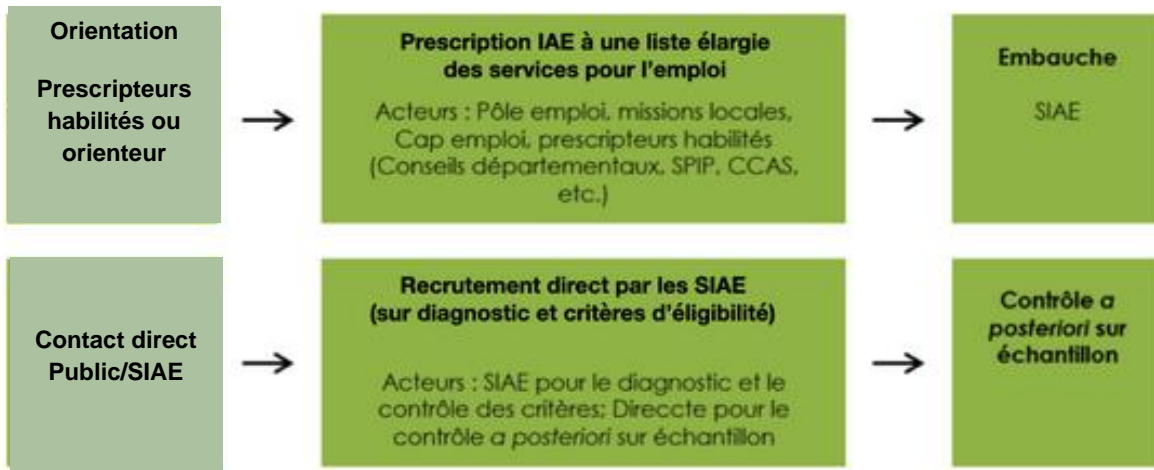 Orientation
Prescripteurs
habilités ou
orienteur
Prescription IAE à une liste élargie
des services pour l'emploi
Acteurs : Pôle emploi, missions locales,
Cap emploi, prescripteurs habilités
(Conseils départementaux, SPIP, CCAS,
etc.)
Embauche
SIAE
Contact direct
Public/SIAE
Recrutement direct par les SIAE
(sur diagnostic et critères d'éligibilité)
Acteurs : SIAE pour le diagnostic et le
contrôle des critères; Direccte pour le
contrôle a posteriori sur échantillon
Contrôle a
posteriori sur
échantillon